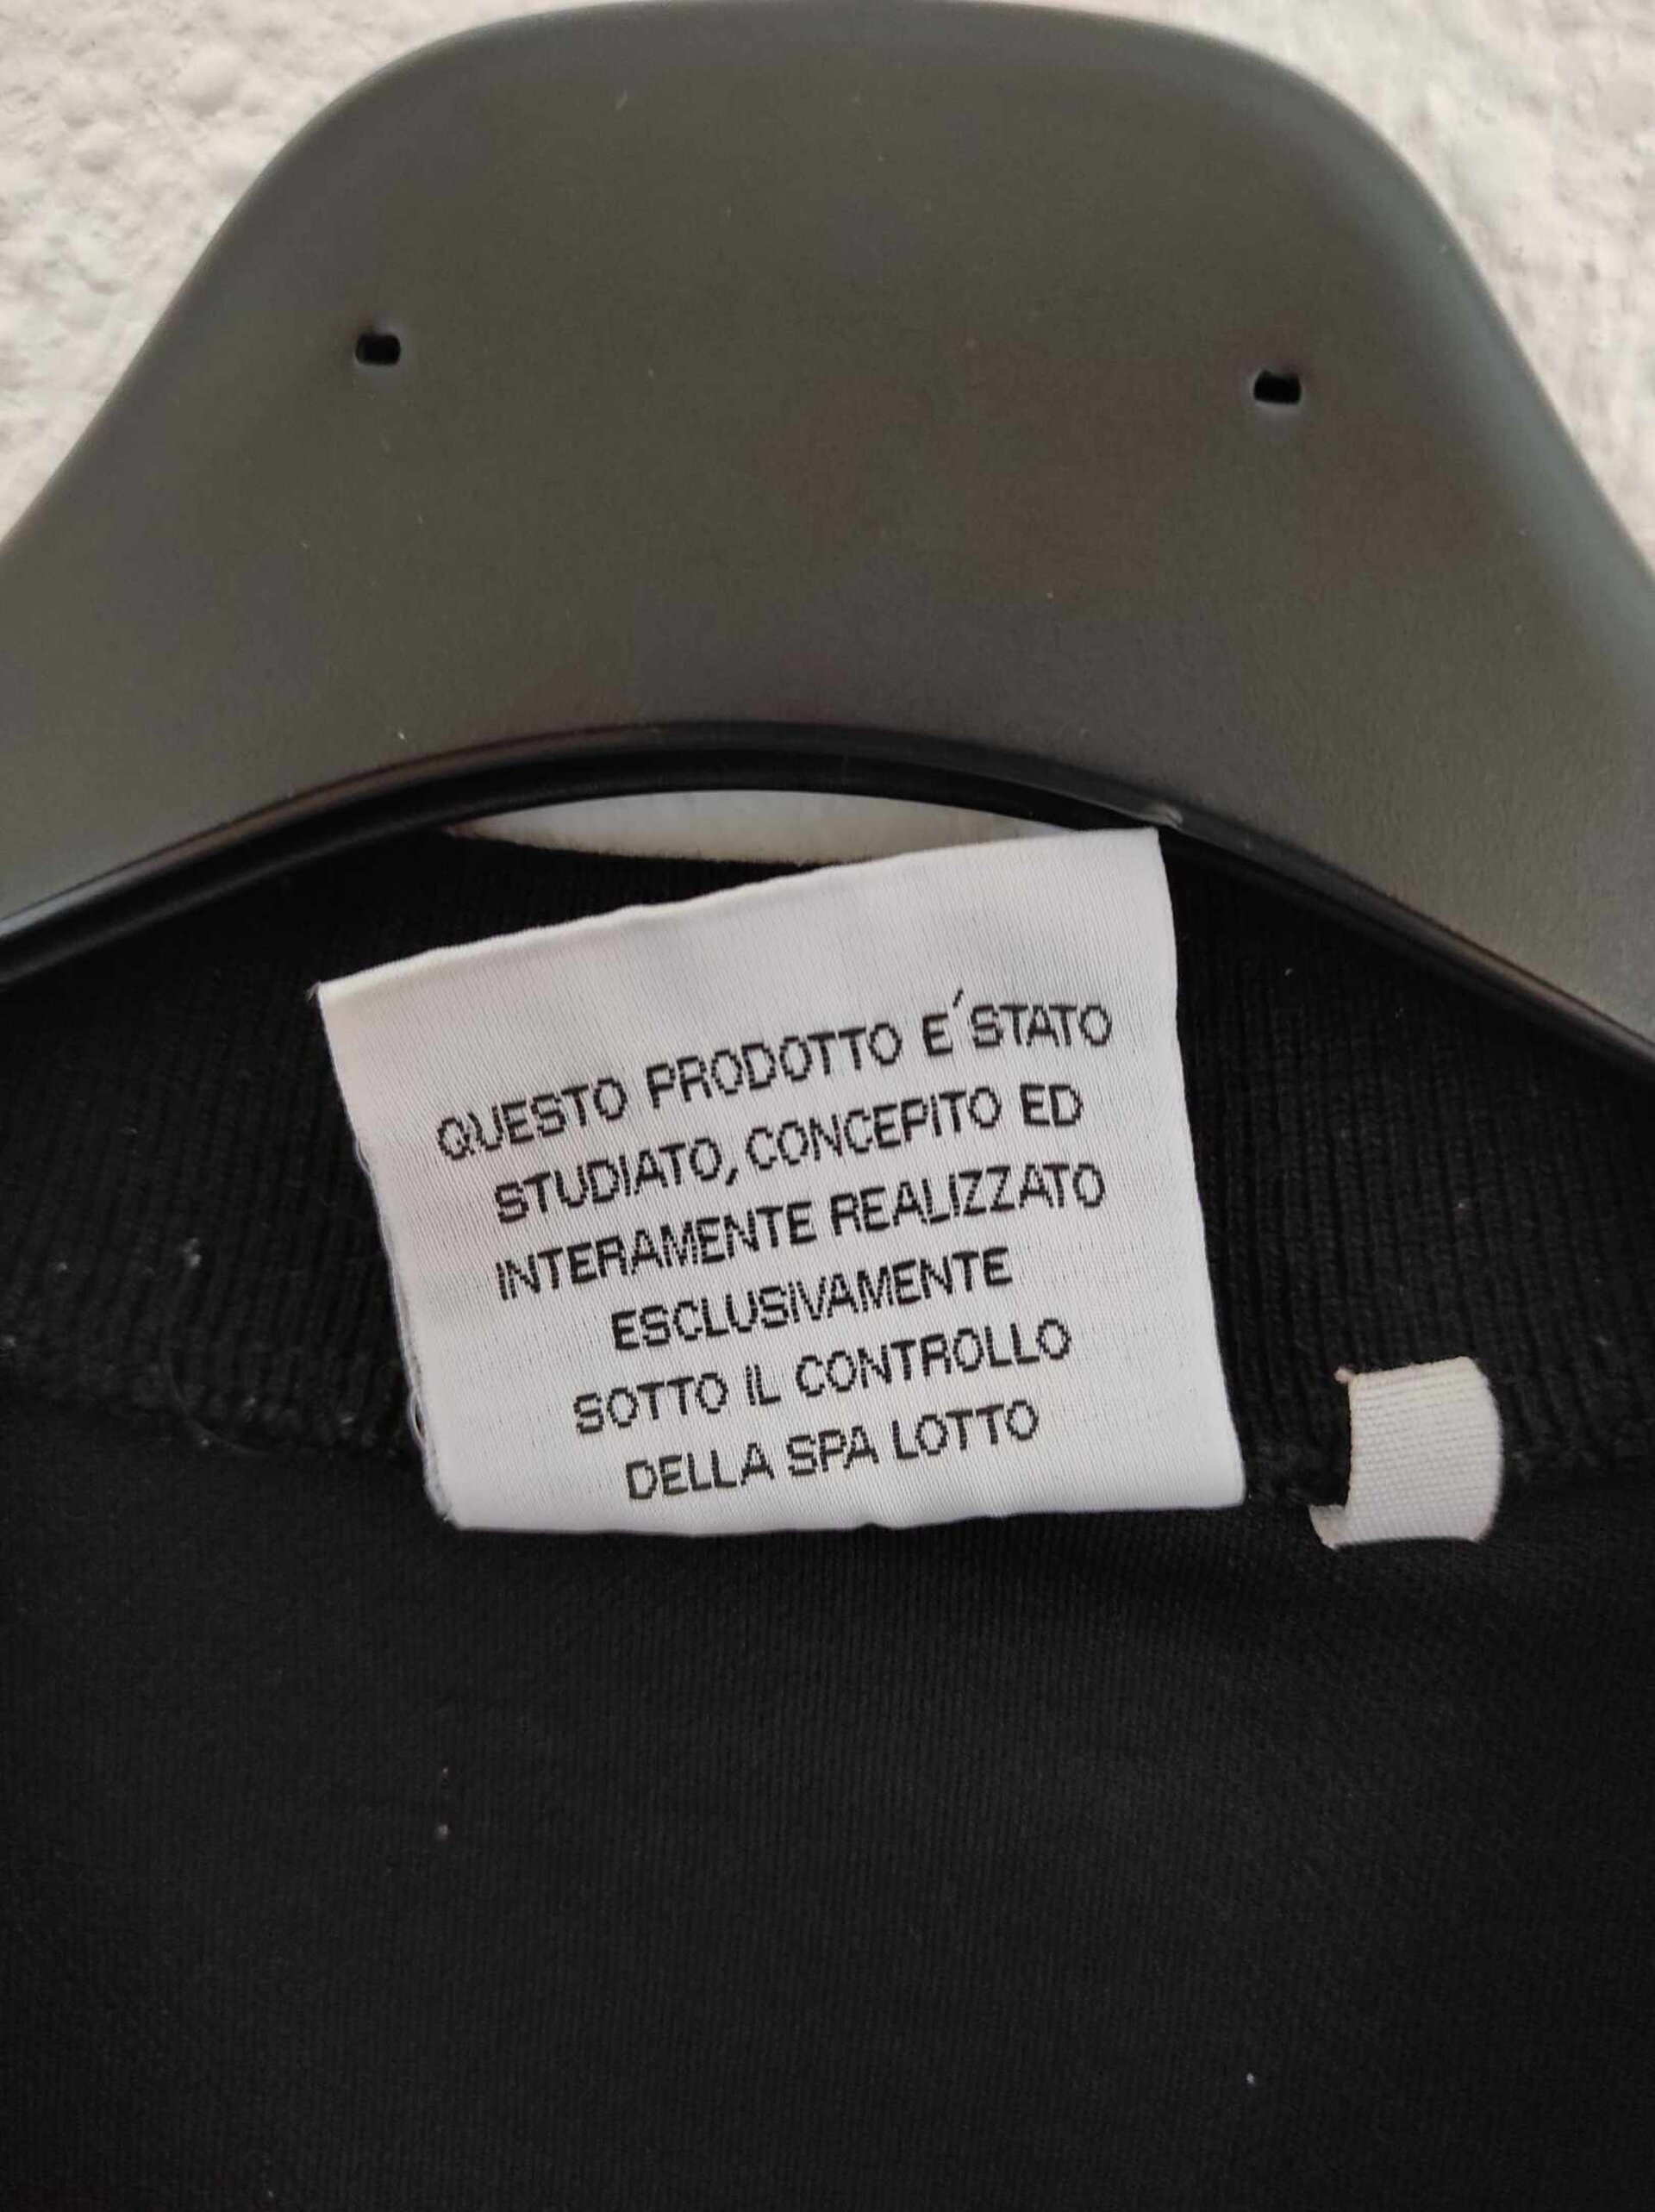 QUESTO PRODOTTO E´STATO
STUDIATO, CONCEPITO ED
INTERAMENTE REALIZZATO
ESCLUSIVAMENTE
SOTTO IL CONTROLLO
DELLA SPA LOTTO